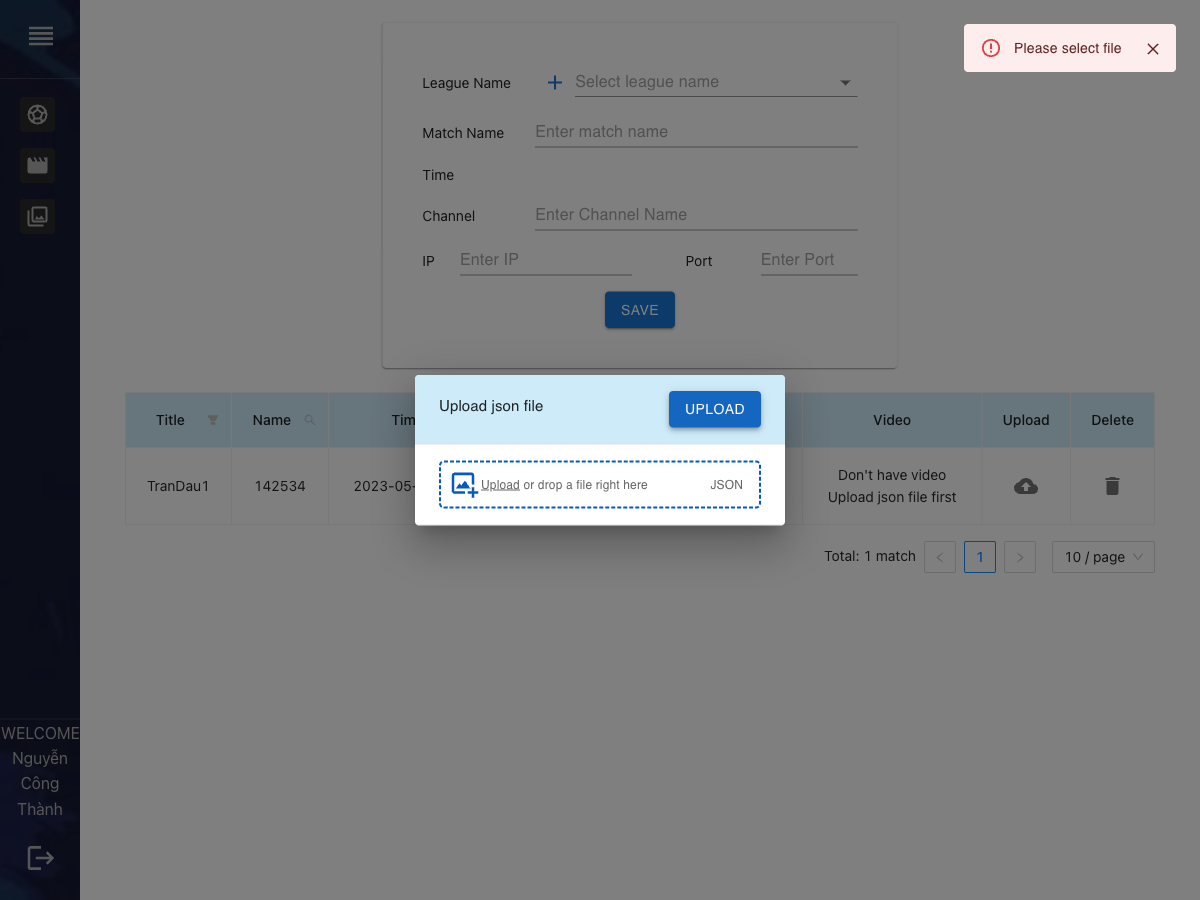 Please select file
League Name
Select league name
Match Name
Enter match name
Time
Channel
Enter Channel Name
IP
Enter IP
Port
Enter Port
SAVE
Upload json file
UPLOAD
Upload or drop a file right here
JSON
Title
Name
Tim
Video
Upload
Delete
TranDau1
142534
2023-05-
Don't have video
Upload json file first
Total: 1 match
1
10 / page
WELCOME
Nguyễn
Công
Thành